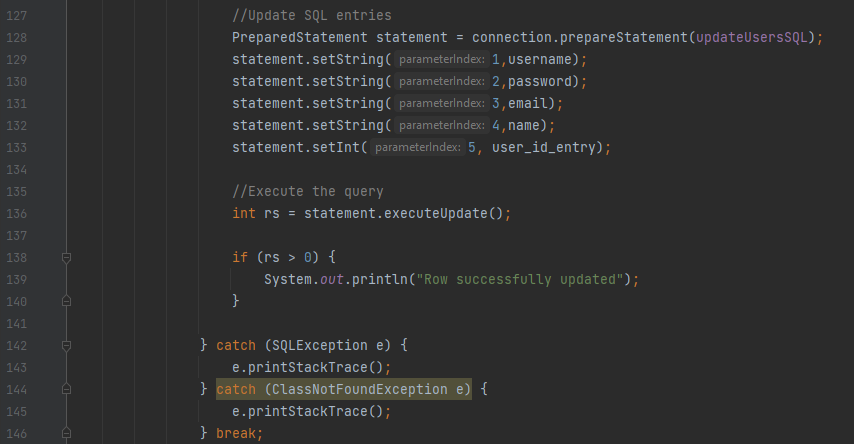 127 //Update SQL entries
128 PreparedStatement statement = connection.prepareStatement(updateUsersSQL);
129 statement.setString( parameterIndex: 1,username);
130 statement.setString( parameterIndex: 2,password);
131 statement.setString( parameterIndex: 3,email);
132 statement.setString( parameterIndex: 4,name);
133 statement.setInt( parameterIndex: 5, user_id_entry);
134
135 //Execute the query
136 int rs = statement.executeUpdate();
137
138 if (rs > 0) {
139 System.out.println("Row successfully updated");
140 }
141
142 } catch (SQLException e) {
143 e.printStackTrace();
144 } catch (ClassNotFoundException e) {
145 e.printStackTrace();
146 } break;